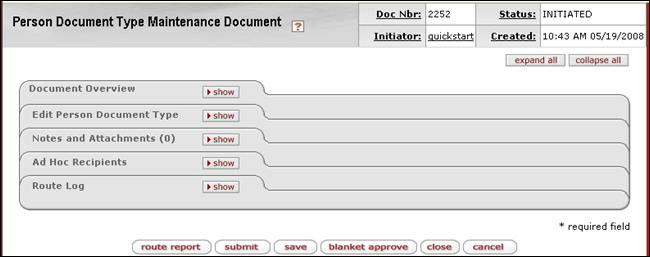 Person Document Type Maintenance Document ?
Doc Nbr: 2252 Status: INITIATED
Initiator: quickstart Created: 10:43 AM 05/19/2008
expand all collapse all
Document Overview show
Edit Person Document Type show
Notes and Attachments (0) show
Ad Hoc Recipients show
Route Log show
* required field
route report submit save blanket approve close cancel